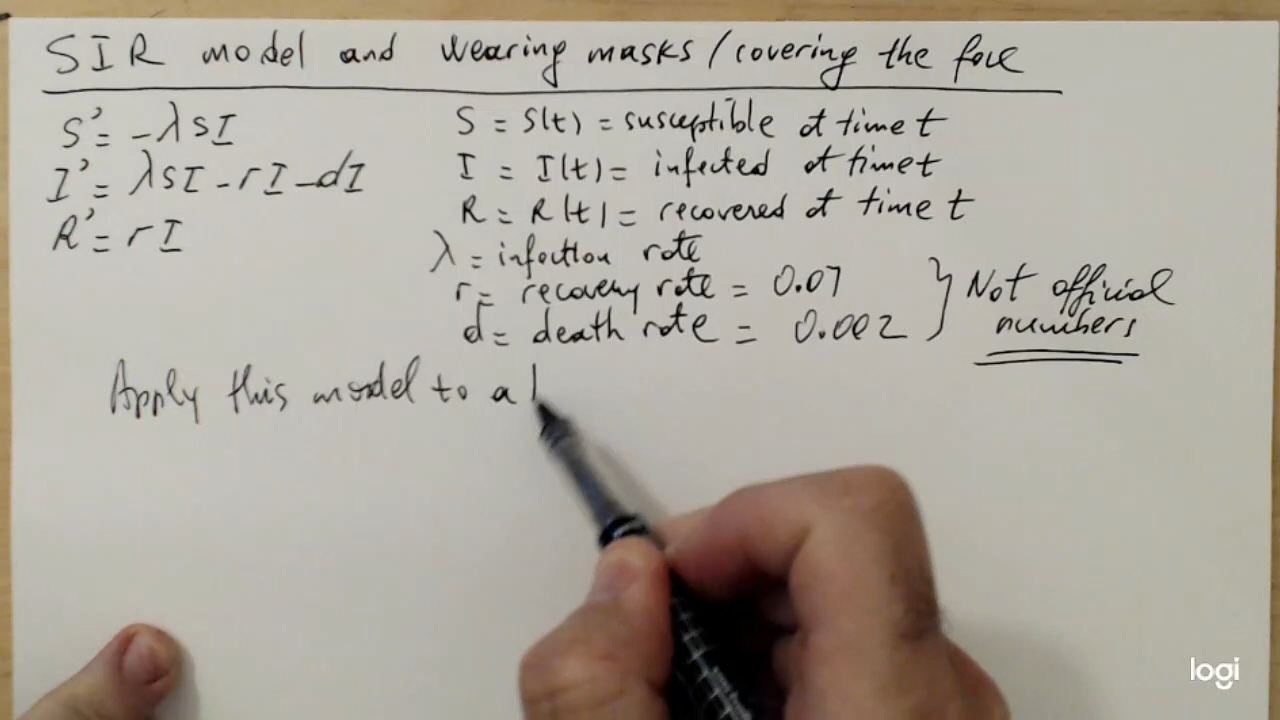 SIR model and wearing masks / covering the face
S' = -λSI
I' = λSI - rI - dI
R' = rI
S = S(t) = susceptible at time t
I = I(t) = infected at time t
R = R(t) = recovered at time t
λ = infection rate
r = recovery rate = 0.07
d = death rate = 0.002
} Not official
numbers
Apply this model to a
logi